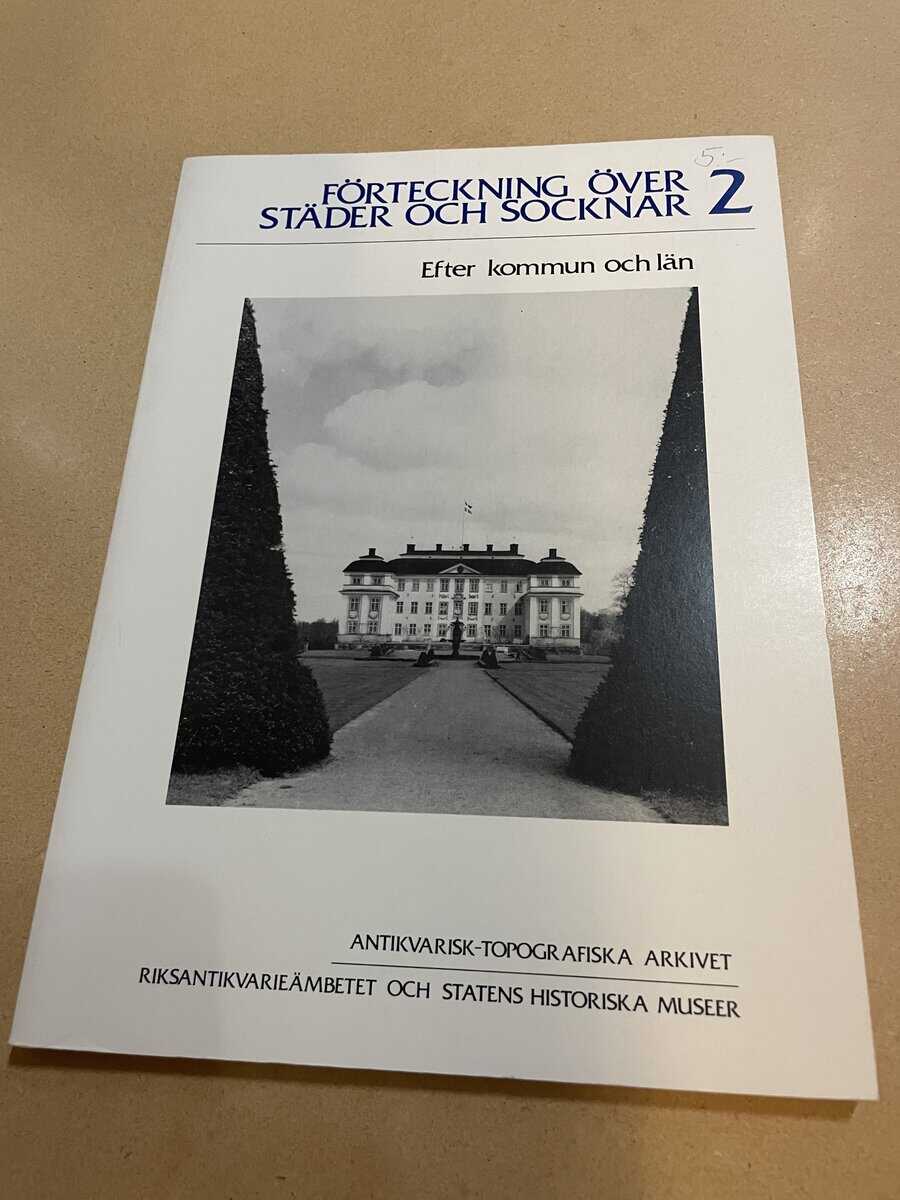 5:-
FÖRTECKNING ÖVER
STÄDER OCH SOCKNAR 2
Efter kommun och län
ANTIKVARISK-TOPOGRAFISKA ARKIVET
RIKSANTIKVARIEÄMBETET OCH STATENS HISTORISKA MUSEER